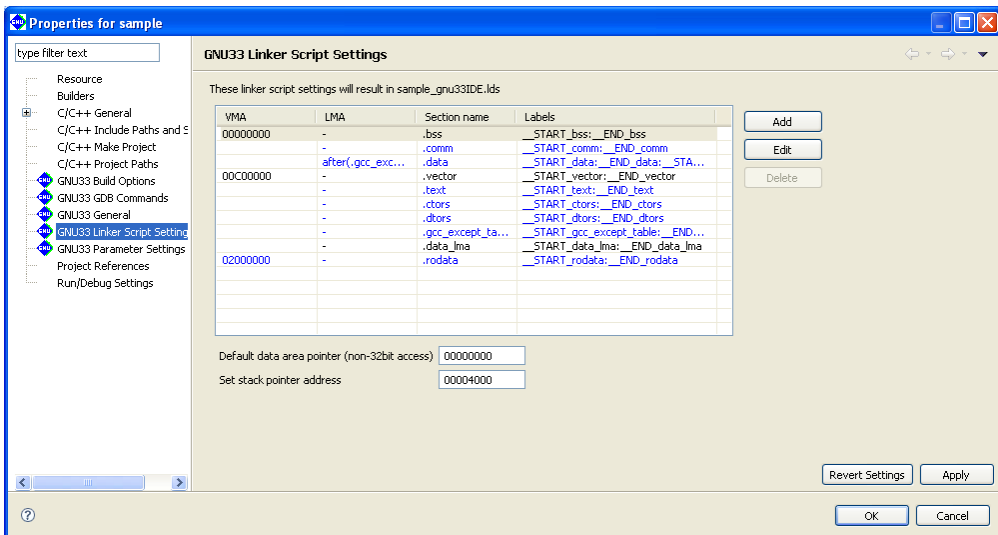 Properties for sample
type filter text
GNU33 Linker Script Settings
Resource
Builders
C/C++ General
C/C++ Include Paths and S
C/C++ Make Project
C/C++ Project Paths
GNU33 Build Options
GNU33 GDB Commands
GNU33 General
GNU33 Linker Script Setting
GNU33 Parameter Settings
Project References
Run/Debug Settings
These linker script settings will result in sample_gnu33IDE.lds
VMA LMA Section name Labels
00000000 - .bss __START_bss:__END_bss
- .comm __START_comm:__END_comm
after(.gcc_exc... .data __START_data:__END_data:__STA...
00C00000 - .vector __START_vector:__END_vector
- .text __START_text:__END_text
- .ctors __START_ctors:__END_ctors
- .dtors __START_dtors:__END_dtors
- .gcc_except_ta... __START_gcc_except_table:__END...
- .data_lma __START_data_lma:__END_data_lma
02000000 - .rodata __START_rodata:__END_rodata
Add
Edit
Delete
Default data area pointer (non-32bit access) 00000000
Set stack pointer address 00004000
Revert Settings Apply
OK Cancel